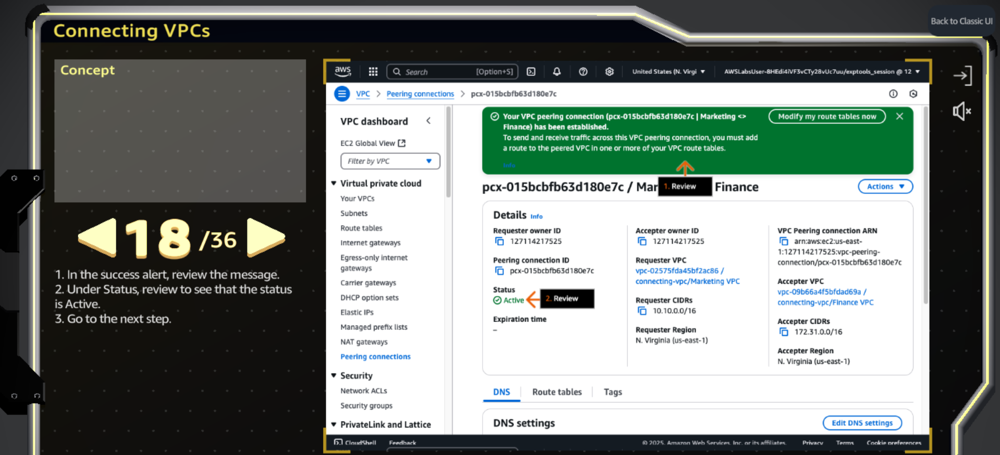 Back to Classic UI
Connecting VPCs
Concept
18 /36
1. In the success alert, review the message.
2. Under Status, review to see that the status
is Active.
3. Go to the next step.
aws
Search [Option+S]
United States (N. Virgi
AWSLabsUser-8HEdi4iVF3vCTy28vUc7uu/exptools_session @ 12
VPC > Peering connections > pcx-015bcbfb63d180e7c
VPC dashboard
EC2 Global View
Filter by VPC
Virtual private cloud
Your VPCs
Subnets
Route tables
Internet gateways
Egress-only internet
gateways
Carrier gateways
DHCP option sets
Elastic IPs
Managed prefix lists
NAT gateways
Peering connections
Security
Network ACLs
Security groups
PrivateLink and Lattice
Your VPC peering connection (pcx-015bcbfb63d180e7c | Marketing <>
Finance) has been established.
To send and receive traffic across this VPC peering connection, you must add
a route to the peered VPC in one or more of your VPC route tables.
Info
Modify my route tables now
1. Review
pcx-015bcbfb63d180e7c / Mar Finance
Actions
Details Info
Requester owner ID
127114217525
Peering connection ID
pcx-015bcbfb63d180e7c
Status
Active
2. Review
Expiration time
–
Accepter owner ID
127114217525
Requester VPC
vpc-02575fda45bf2ac86 /
connecting-vpc/Marketing VPC
Requester CIDRs
10.10.0.0/16
Requester Region
N. Virginia (us-east-1)
VPC Peering connection ARN
arn:aws:ec2:us-east-
1:127114217525:vpc-peering-
connection/pcx-015bcbfb63d180e7c
Accepter VPC
vpc-09b66a4f5bfdad69a /
connecting-vpc/Finance VPC
Accepter CIDRs
172.31.0.0/16
Accepter Region
N. Virginia (us-east-1)
DNS Route tables Tags
DNS settings
Edit DNS settings
CloudShell Feedback
© 2025, Amazon Web Services, Inc. or its affiliates. Privacy Terms Cookie preferences